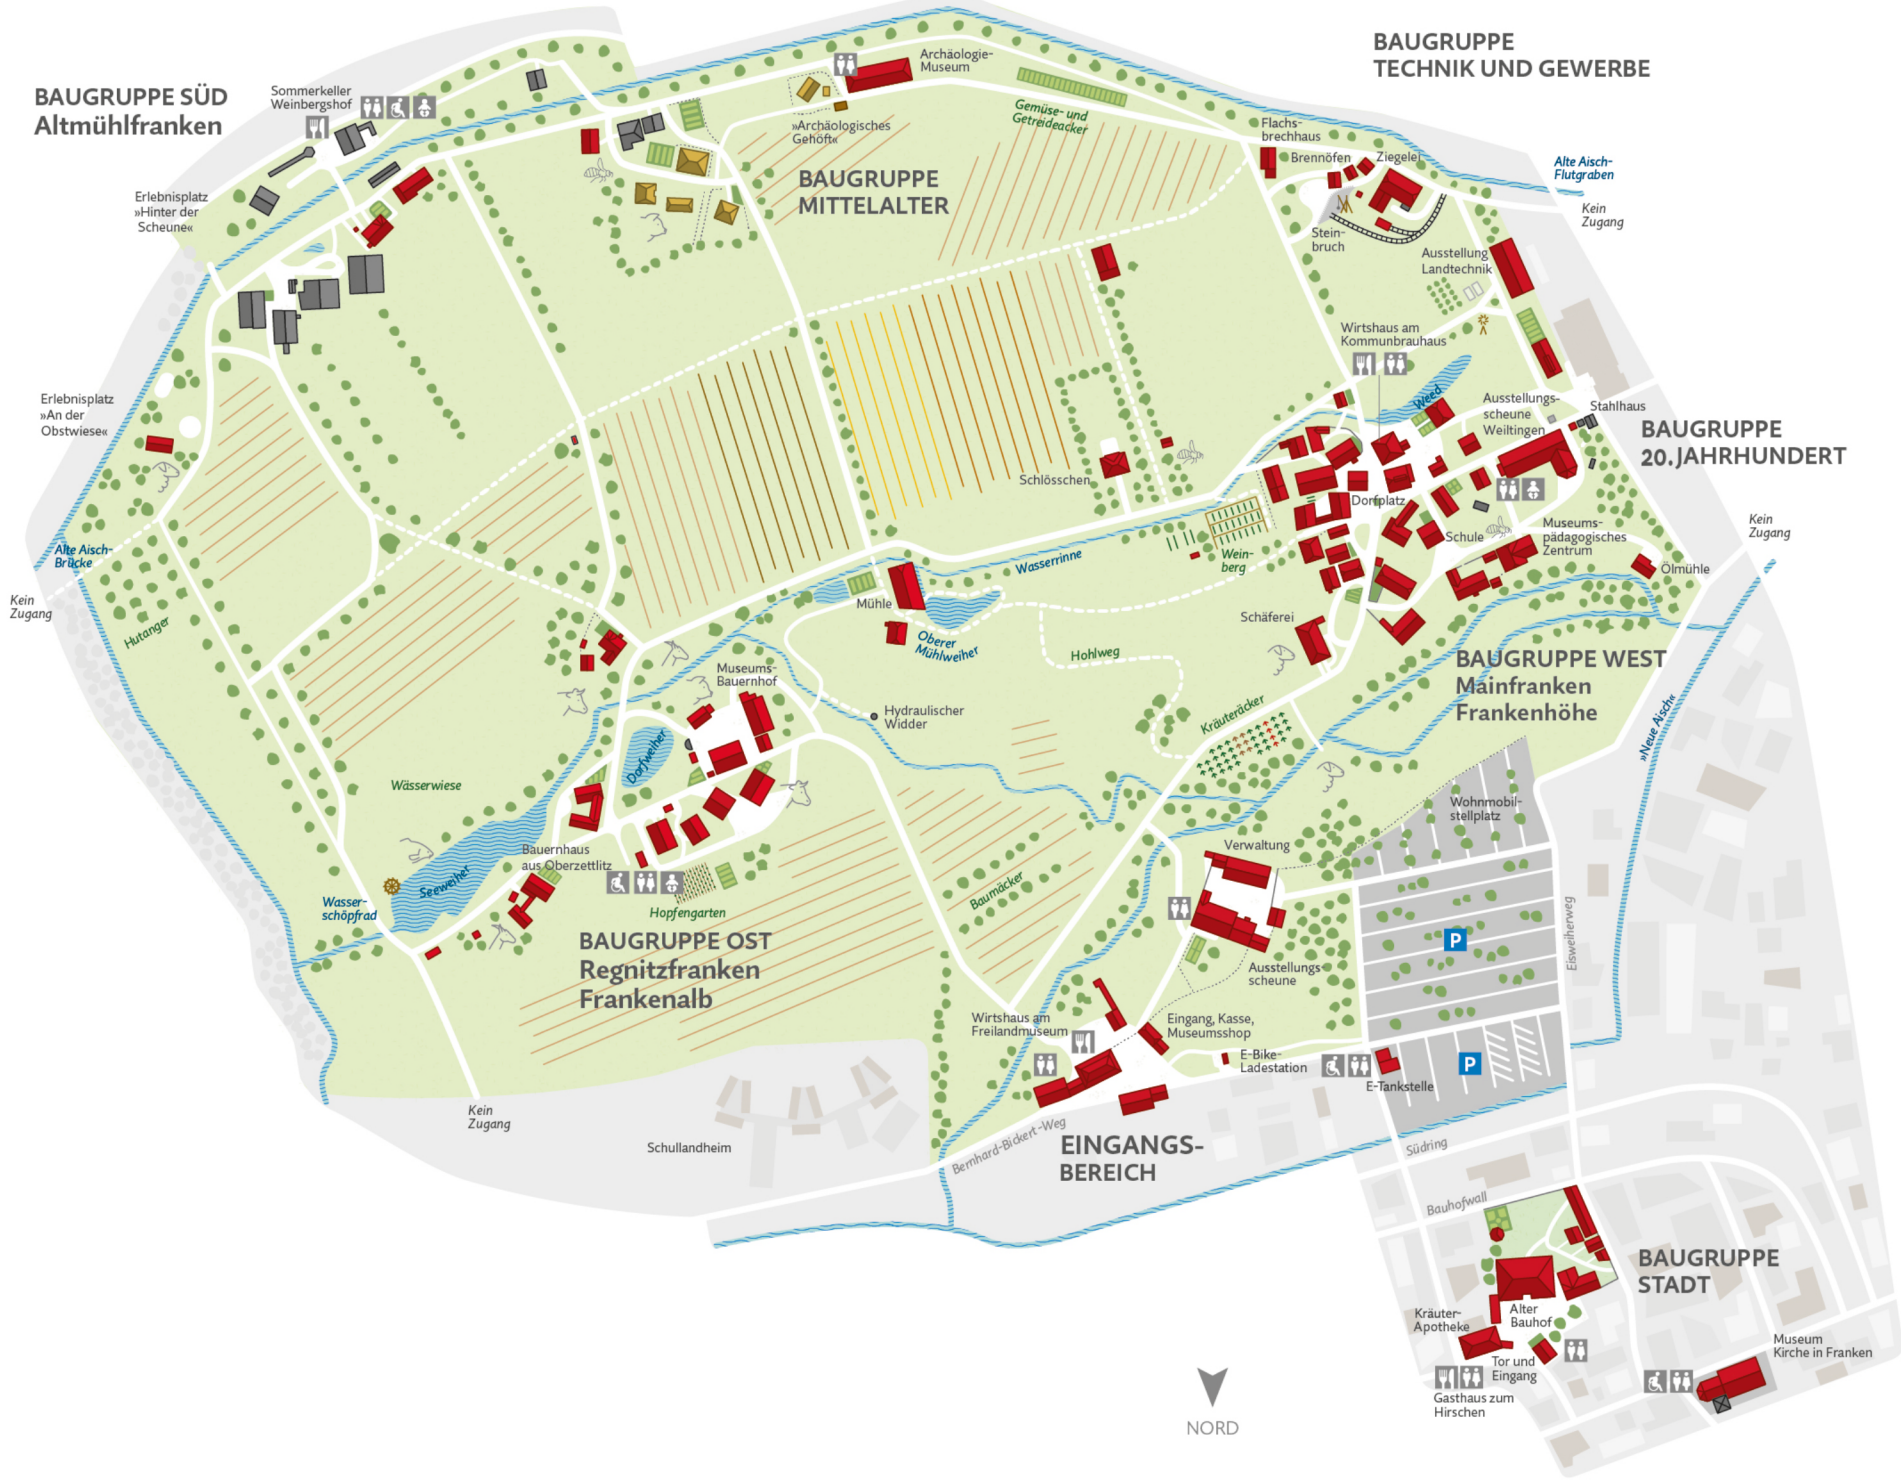 BAUGRUPPE
TECHNIK UND GEWERBE
Archäologie-
Museum
BAUGRUPPE SÜD
Altmühlfranken
Sommerkeller
Weinbergshof
»Archäologisches
Gehöft«
Gemüse- und
Getreideacker
Flachs-
brechhaus
Brennöfen
Ziegelei
Alte Aisch-
Flutgraben
Kein
Zugang
BAUGRUPPE
MITTELALTER
Erlebnisplatz
»Hinter der
Scheune«
Stein-
bruch
Ausstellung
Landtechnik
Wirtshaus am
Kommunbrauhaus
Weed
Ausstellungs-
scheune
Weiltingen
Stahlhaus
Erlebnisplatz
»An der
Obstwiese«
BAUGRUPPE
20. JAHRHUNDERT
Schlösschen
Dorfplatz
Schule
Museums-
pädagogisches
Zentrum
Kein
Zugang
Alte Aisch-
Brücke
Wasserrinne
Wein-
berg
Ölmühle
Kein
Zugang
Mühle
Hutanger
Oberer
Mühlweiher
Schäferei
Hohlweg
BAUGRUPPE WEST
Mainfranken
Frankenhöhe
Museums-
Bauernhof
Hydraulischer
Widder
Kräuteräcker
»Neue Aisch«
Dorfweiher
Wässerwiese
Wohnmobil-
stellplatz
Bauernhaus
aus Oberzettlitz
Verwaltung
Seeweiher
Baumäcker
Wasser-
schöpfrad
Hopfengarten
Eisweiherweg
P
BAUGRUPPE OST
Regnitzfranken
Frankenalb
Ausstellungs-
scheune
Wirtshaus am
Freilandmuseum
Eingang, Kasse,
Museumsshop
E-Bike-
Ladestation
P
E-Tankstelle
Kein
Zugang
Schullandheim
Bernhard-Bickert-Weg
EINGANGS-
BEREICH
Südring
Bauhofwall
BAUGRUPPE
STADT
Kräuter-
Apotheke
Alter
Bauhof
Tor und
Eingang
Museum
Kirche in Franken
Gasthaus zum
Hirschen
NORD